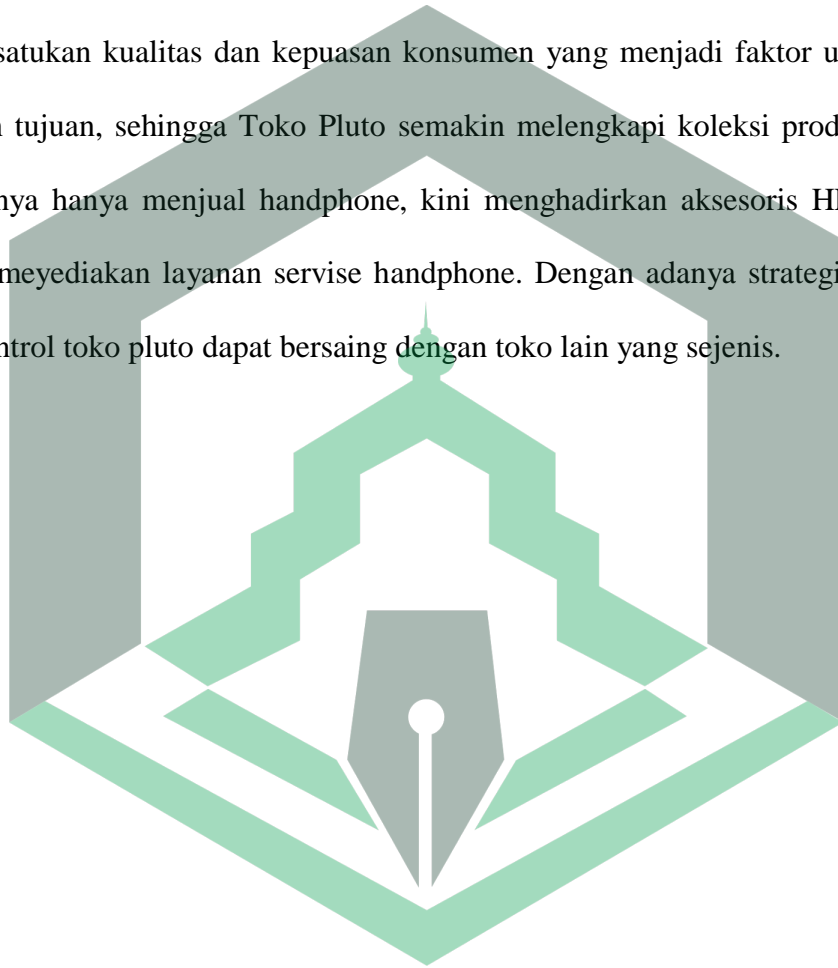 satukan kualitas dan kepuasan konsumen yang menjadi faktor u
n tujuan, sehingga Toko Pluto semakin melengkapi koleksi prod
nya hanya menjual handphone, kini menghadirkan aksesoris H
meyediakan layanan servise handphone. Dengan adanya strategi
ntrol toko pluto dapat bersaing dengan toko lain yang sejenis.